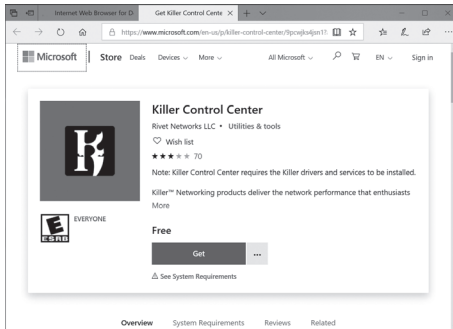 Internet Web Browser for D
Get Killer Control Cente
https://www.microsoft.com/en-us/p/killer-control-center/9pcwjks4jsn1?
Microsoft
Store
Deals
Devices
More
All Microsoft
EN
Sign in
Killer Control Center
Rivet Networks LLC • Utilities & tools
Wish list
★★★★★ 70
Note: Killer Control Center requires the Killer drivers and services to be installed.
Killer™ Networking products deliver the network performance that enthusiasts
More
Free
Get
...
See System Requirements
K
E
ESRB
EVERYONE
Overview
System Requirements
Reviews
Related